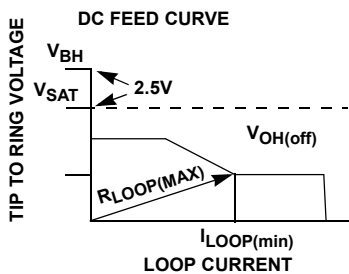 DC FEED CURVE
V_BH
2.5V
V_SAT
V_OH(off)
R_LOOP(MAX)
I_LOOP(min)
LOOP CURRENT
TIP TO RING VOLTAGE